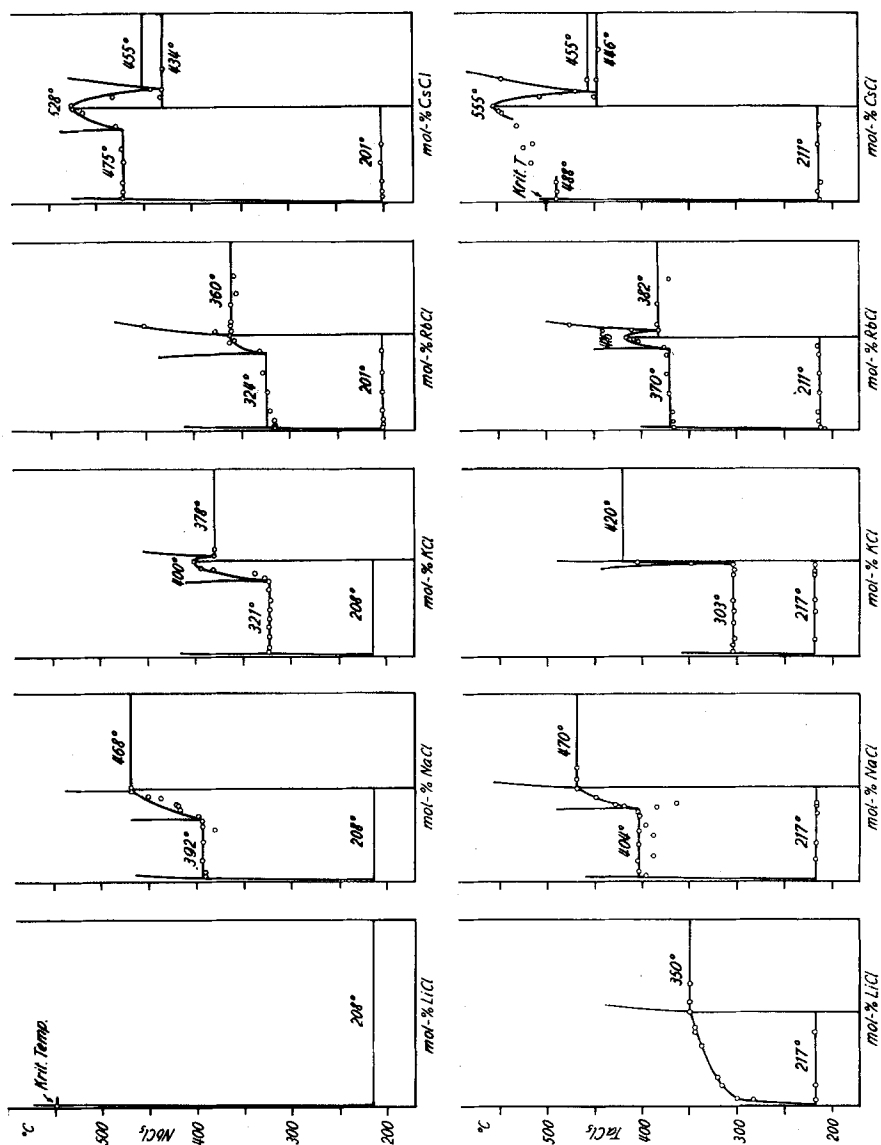 °C
Krit. Temp.
500
400
300
NbCl₅
208°
mol-% LiCl
468°
392°
208°
mol-% NaCl
400°
378°
321°
208°
mol-% KCl
360°
324°
201°
mol-% RbCl
528°
475°
455°
434°
201°
mol-% CsCl
°C
500
400
300
200
TaCl₅
350°
217°
mol-% LiCl
470°
404°
217°
mol-% NaCl
420°
303°
217°
mol-% KCl
416°
382°
370°
211°
mol-% RbCl
555°
Krit. T.
488°
455°
446°
211°
mol-% CsCl